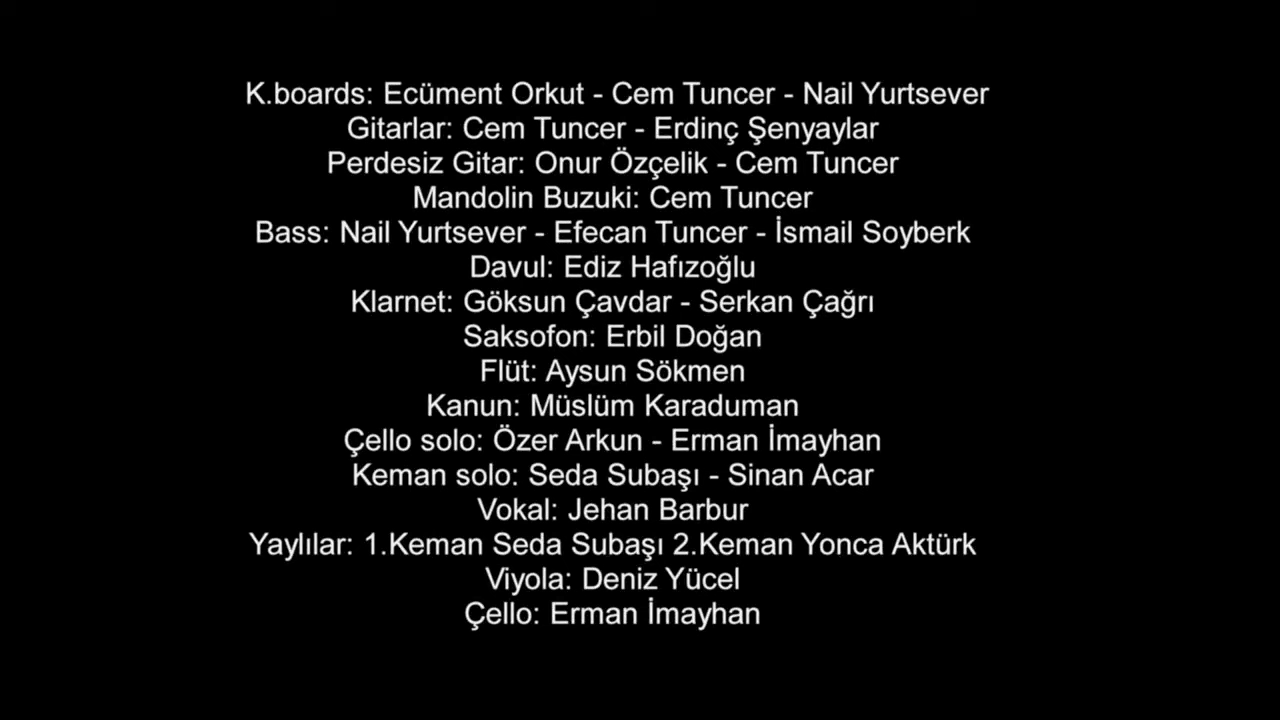 K.boards: Ecüment Orkut - Cem Tuncer - Nail Yurtsever
Gitarlar: Cem Tuncer - Erdinç Şenyaylar
Perdesiz Gitar: Onur Özçelik - Cem Tuncer
Mandolin Buzuki: Cem Tuncer
Bass: Nail Yurtsever - Efecan Tuncer - İsmail Soyberk
Davul: Ediz Hafızoğlu
Klarnet: Göksun Çavdar - Serkan Çağrı
Saksofon: Erbil Doğan
Flüt: Aysun Sökmen
Kanun: Müslüm Karaduman
Çello solo: Özer Arkun - Erman İmayhan
Keman solo: Seda Subaşı - Sinan Acar
Vokal: Jehan Barbur
Yaylılar: 1.Keman Seda Subaşı 2.Keman Yonca Aktürk
Viyola: Deniz Yücel
Çello: Erman İmayhan